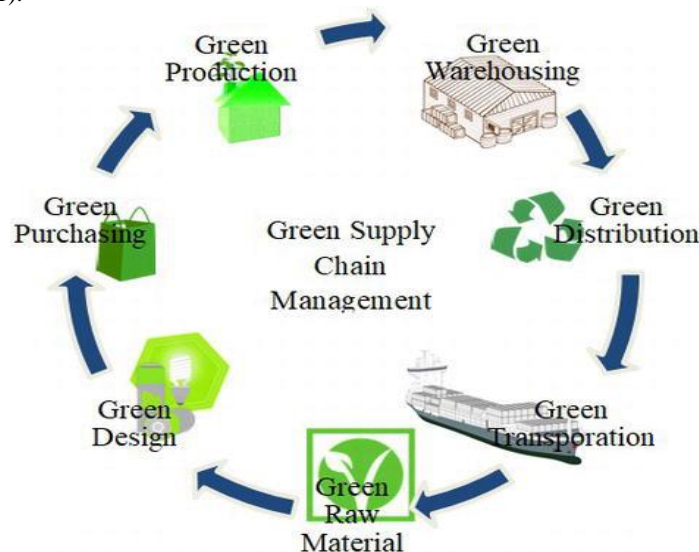 Green
Production
Green
Warehousing
Green
Purchasing
Green Supply
Chain
Management
Green
Distribution
Green
Design
Green
Transporation
Green
Raw
Material